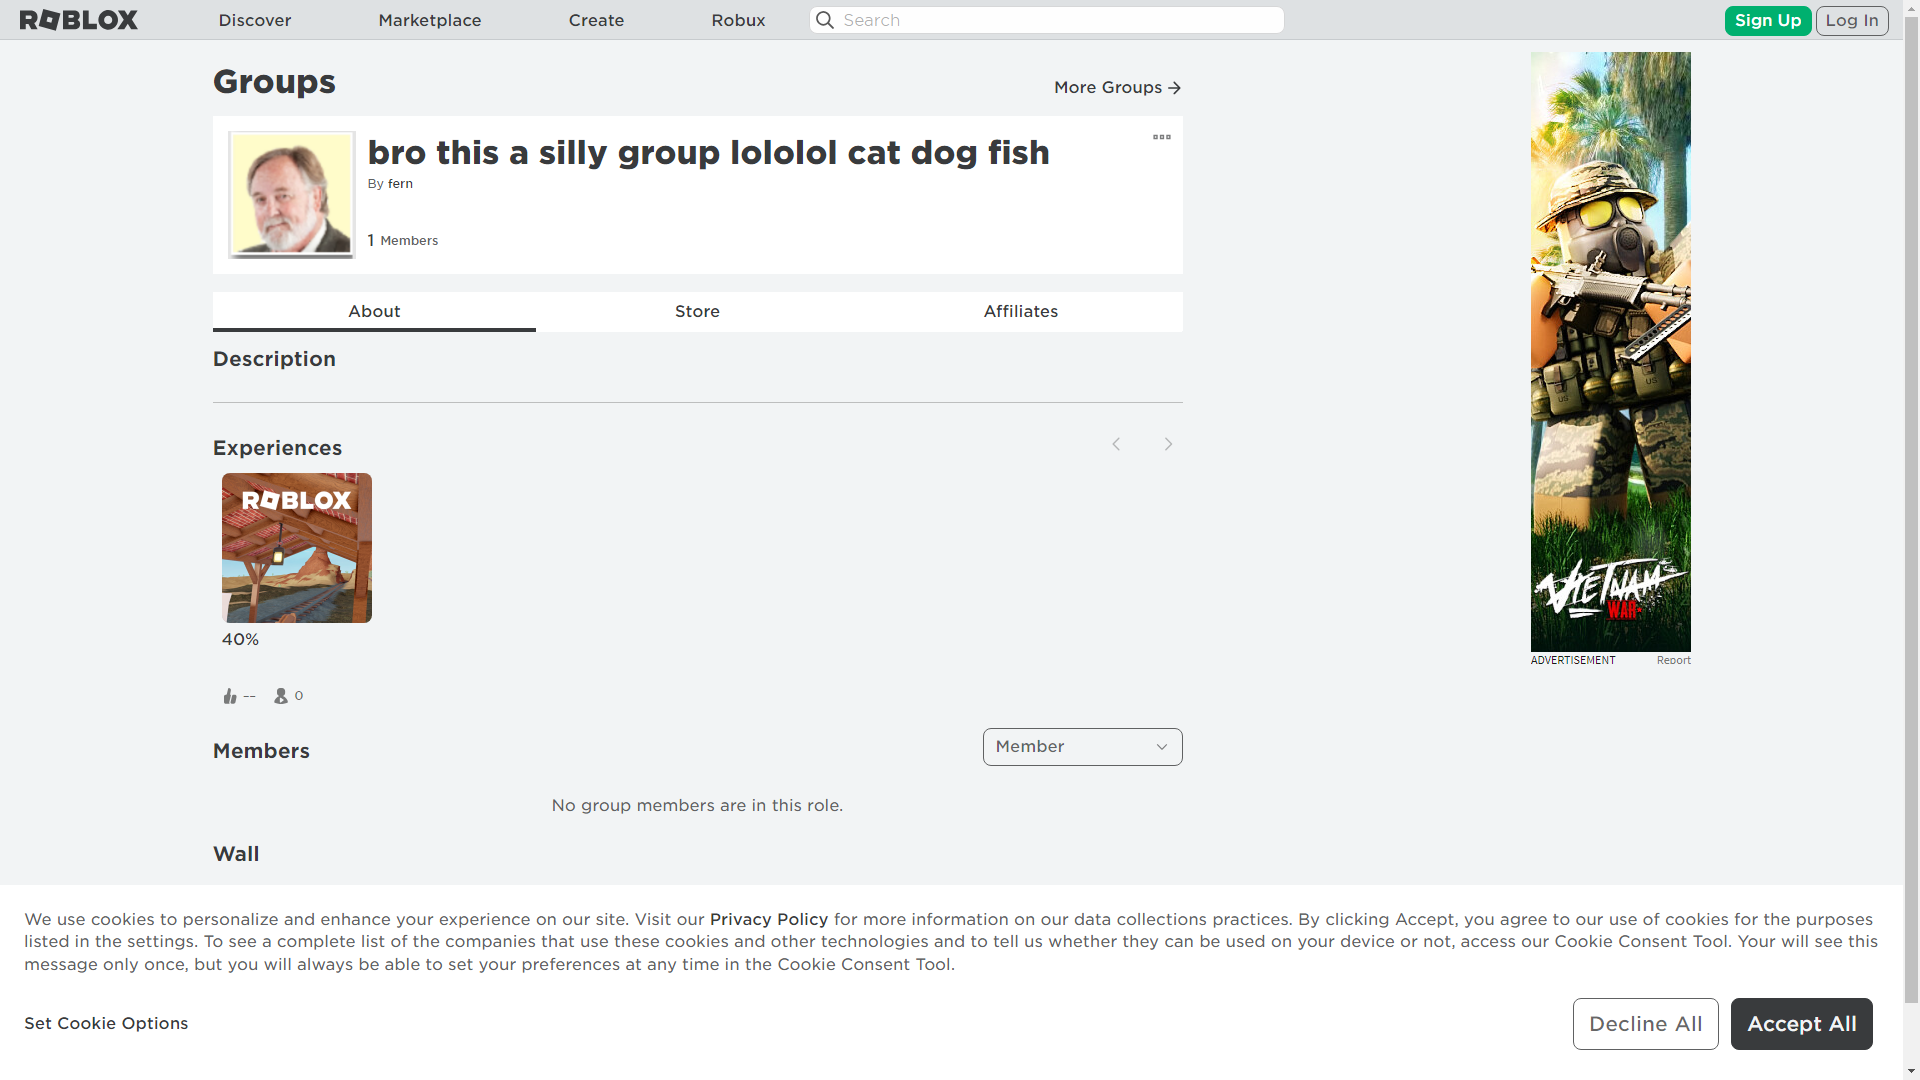 ROBLOX
Discover
Marketplace
Create
Robux
Search
Sign Up
Log In
Groups
More Groups
bro this a silly group lololol cat dog fish
By fern
1 Members
About
Store
Affiliates
Description
Experiences
ROBLOX
40%
--
0
Members
Member
No group members are in this role.
Wall
US
US
VIETNAM
WAR
ADVERTISEMENT
Report
We use cookies to personalize and enhance your experience on our site. Visit our Privacy Policy for more information on our data collections practices. By clicking Accept, you agree to our use of cookies for the purposes
listed in the settings. To see a complete list of the companies that use these cookies and other technologies and to tell us whether they can be used on your device or not, access our Cookie Consent Tool. Your will see this
message only once, but you will always be able to set your preferences at any time in the Cookie Consent Tool.
Set Cookie Options
Decline All
Accept All